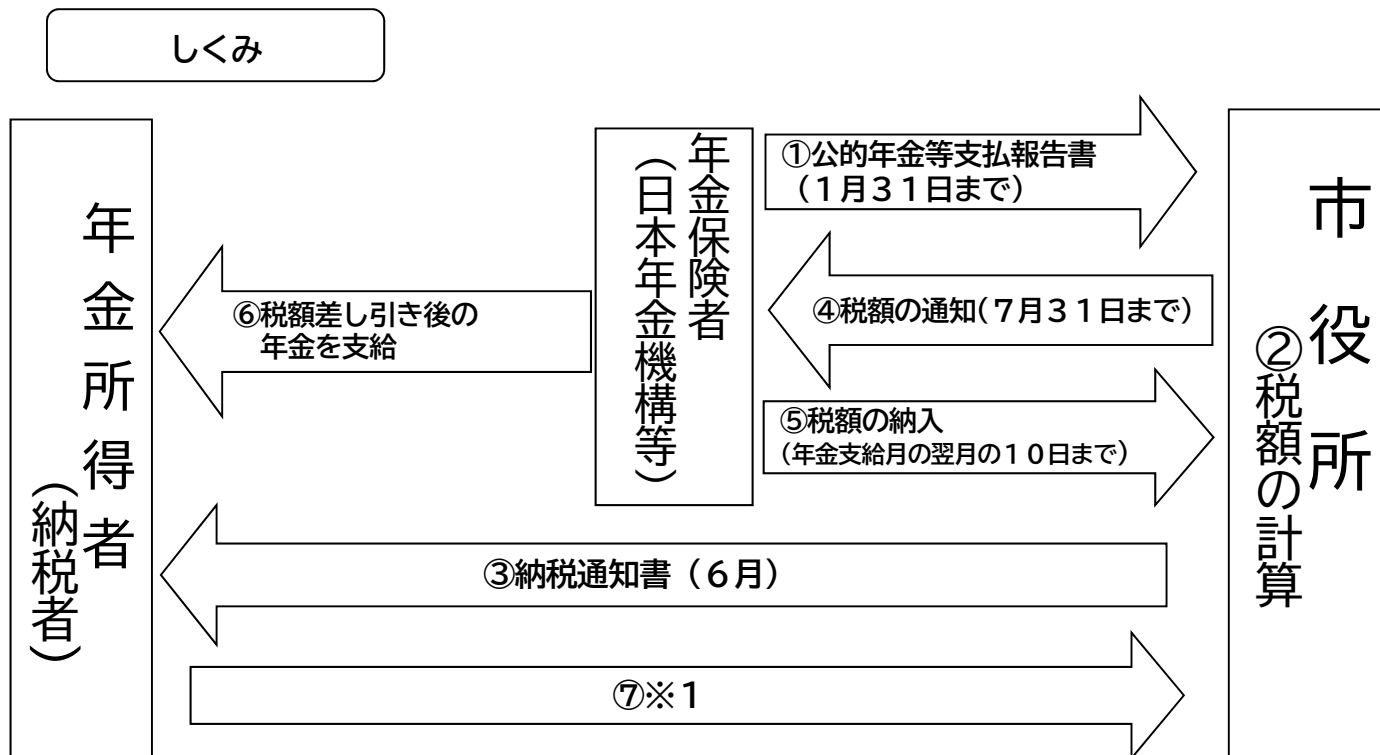 しくみ
年金所得者
（納税者）
年金保険者
（日本年金機構等）
①公的年金等支払報告書
（１月３１日まで）
市役所
②税額の計算
④税額の通知（７月３１日まで）
⑥税額差し引き後の
年金を支給
⑤税額の納入
（年金支給月の翌月の１０日まで）
③納税通知書（６月）
⑦※１